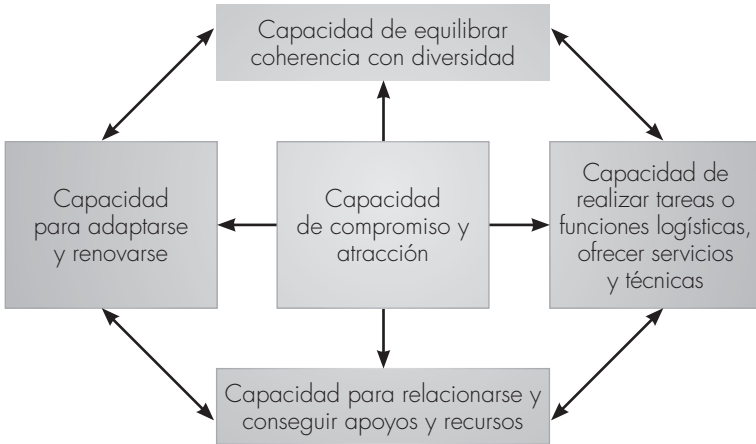 Capacidad de equilibrar
coherencia con diversidad
Capacidad
para adaptarse
y renovarse
Capacidad
de compromiso y
atracción
Capacidad de
realizar tareas o
funciones logísticas,
ofrecer servicios
y técnicas
Capacidad para relacionarse y
conseguir apoyos y recursos